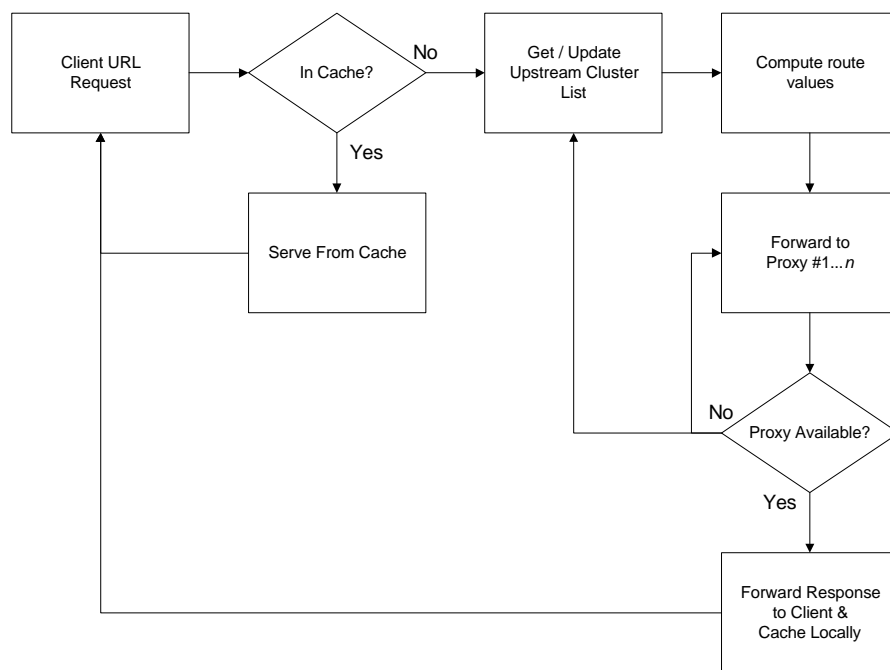 Client URL
Request
In Cache?
No
Get / Update
Upstream Cluster
List
Compute route
values
Yes
Serve From Cache
Forward to
Proxy #1...n
No
Proxy Available?
Yes
Forward Response
to Client &
Cache Locally